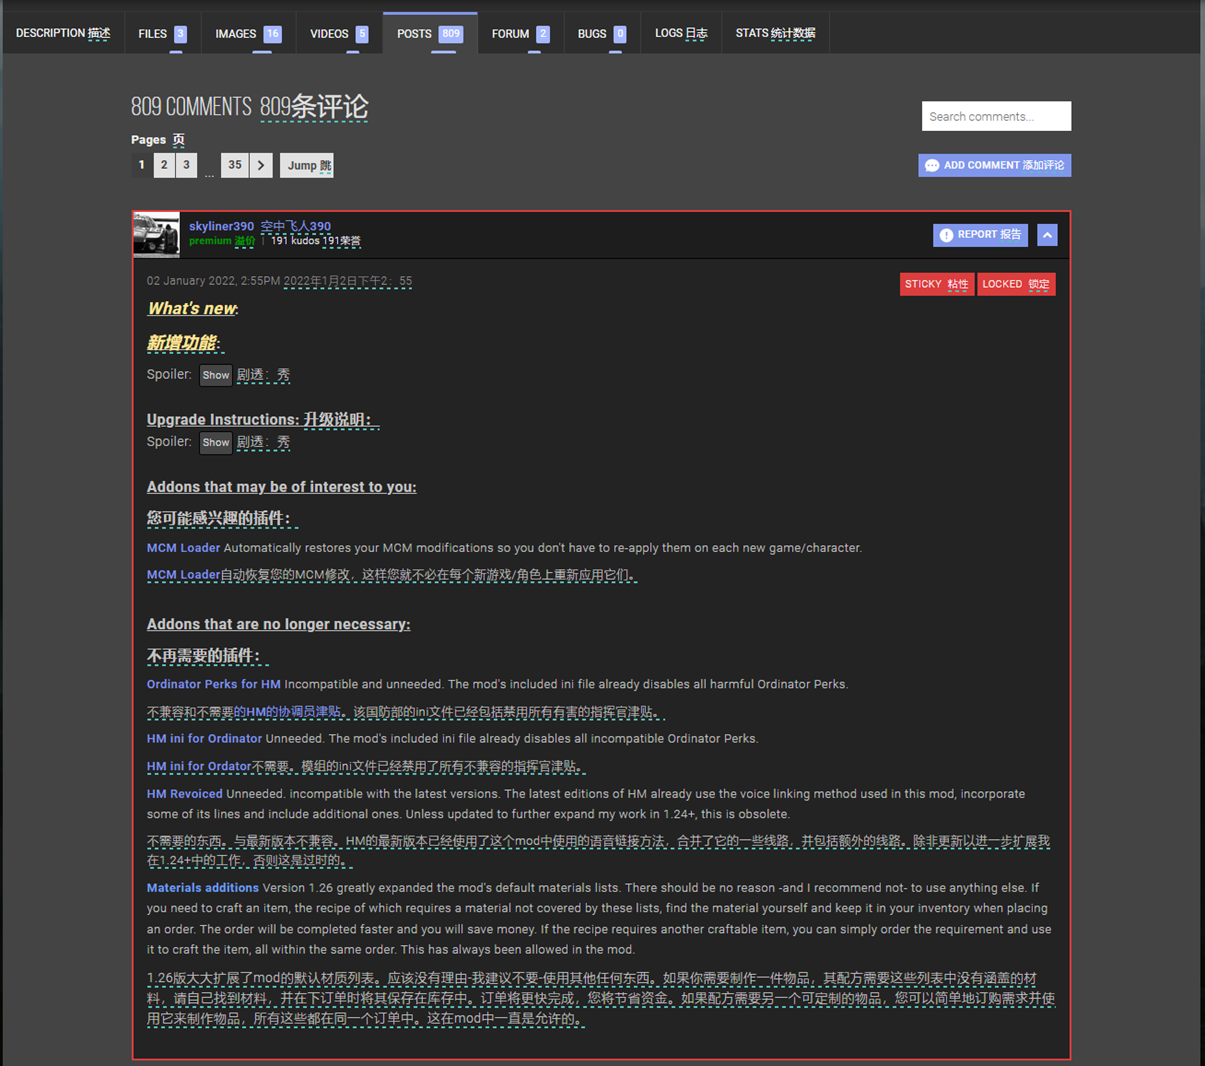 DESCRIPTION 描述 FILES 3 IMAGES 16 VIDEOS 5 POSTS 809 FORUM 2 BUGS 0 LOGS 日志 STATS 统计数据
809 COMMENTS 809条评论
Search comments...
Pages 页
1 2 3 ... 35 > Jump 跳
ADD COMMENT 添加评论
skyliner390 空中飞人390
premium 溢价 | 191 kudos 191荣誉
REPORT 报告
02 January 2022, 2:55PM 2022年1月2日下午2：55
STICKY 粘性 LOCKED 锁定
What's new:
新增功能:
Spoiler: Show 剧透：秀
Upgrade Instructions: 升级说明：
Spoiler: Show 剧透：秀
Addons that may be of interest to you:
您可能感兴趣的插件：
MCM Loader Automatically restores your MCM modifications so you don't have to re-apply them on each new game/character.
MCM Loader自动恢复您的MCM修改，这样您就不必在每个新游戏/角色上重新应用它们。
Addons that are no longer necessary:
不再需要的插件：
Ordinator Perks for HM Incompatible and unneeded. The mod's included ini file already disables all harmful Ordinator Perks.
不兼容和不需要的HM的协调员津贴。该国防部的ini文件已经包括禁用所有有害的指挥官津贴。
HM ini for Ordinator Unneeded. The mod's included ini file already disables all incompatible Ordinator Perks.
HM ini for Ordator不需要。模组的ini文件已经禁用了所有不兼容的指挥官津贴。
HM Revoiced Unneeded. incompatible with the latest versions. The latest editions of HM already use the voice linking method used in this mod, incorporate
some of its lines and include additional ones. Unless updated to further expand my work in 1.24+, this is obsolete.
不需要的东西。与最新版本不兼容。HM的最新版本已经使用了这个mod中使用的语音链接方法，合并了它的一些线路，并包括额外的线路。除非更新以进一步扩展我
在1.24+中的工作，否则这是过时的。
Materials additions Version 1.26 greatly expanded the mod's default materials lists. There should be no reason -and I recommend not- to use anything else. If
you need to craft an item, the recipe of which requires a material not covered by these lists, find the material yourself and keep it in your inventory when placing
an order. The order will be completed faster and you will save money. If the recipe requires another craftable item, you can simply order the requirement and use
it to craft the item, all within the same order. This has always been allowed in the mod.
1.26版大大扩展了mod的默认材质列表。应该没有理由-我建议不要-使用其他任何东西。如果你需要制作一件物品，其配方需要这些列表中没有涵盖的材
料，请自己找到材料，并在下订单时将其保存在库存中。订单将更快完成，您将节省资金。如果配方需要另一个可定制的物品，您可以简单地订购需求并使
用它来制作物品，所有这些都在同一个订单中。这在mod中一直是允许的。